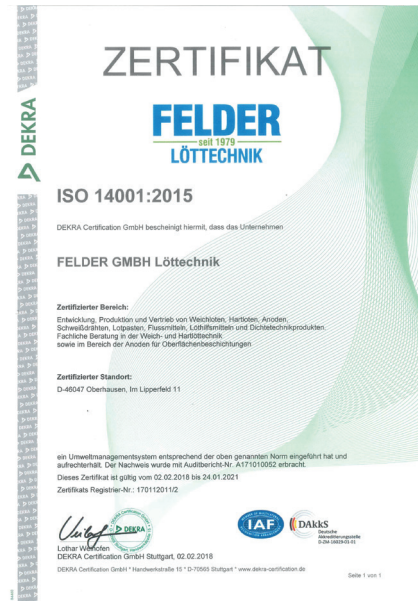 ZERTIFIKAT
DEKRA
FELDER
seit 1979
LÖTTECHNIK
ISO 14001:2015
DEKRA Certification GmbH bescheinigt hiermit, dass das Unternehmen
FELDER GMBH Löttechnik
Zertifizierter Bereich:
Entwicklung, Produktion und Vertrieb von Weichloten, Hartloten, Anoden,
Schweißdrähten, Lotpasten, Flussmitteln, Löthilfsmitteln und Dichtetechnikprodukten.
Fachliche Beratung in der Weich- und Hartlöttechnik
sowie im Bereich der Anoden für Oberflächenbeschichtungen
Zertifizierter Standort:
D-46047 Oberhausen, Im Lipperfeld 11
ein Umweltmanagementsystem entsprechend der oben genannten Norm eingeführt hat und
aufrechterhält. Der Nachweis wurde mit Auditbericht-Nr. A171010052 erbracht.
Dieses Zertifikat ist gültig vom 02.02.2018 bis 24.01.2021
Zertifikats Registrier-Nr.: 170112011/2
DEKRA
IAF
DAkkS
Deutsche
Akkreditierungsstelle
Lothar Weihofen
DEKRA Certification GmbH Stuttgart, 02.02.2018
DEKRA Certification GmbH * Handwerkstraße 15 * D-70565 Stuttgart * www.dekra-certification.de
Seite 1 von 1